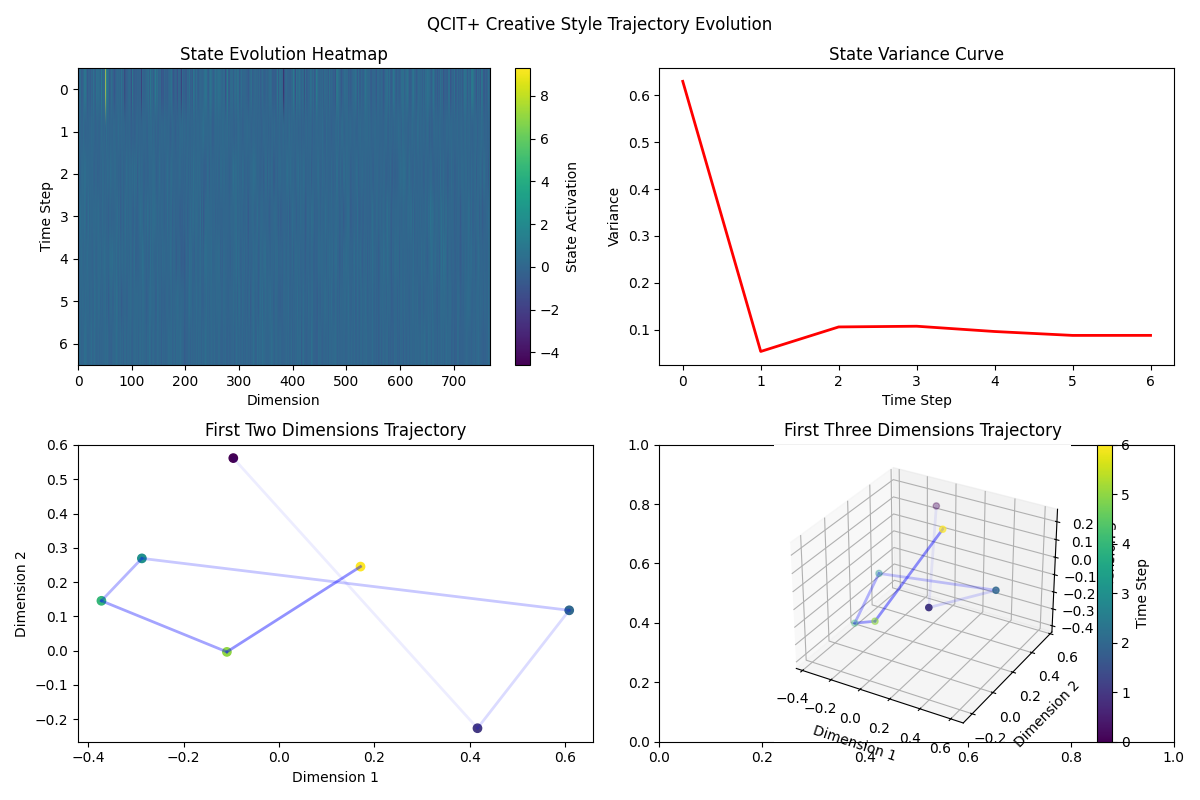 QCIT+ Creative Style Trajectory Evolution
State Evolution Heatmap
0
1
2
3
4
5
6
Time Step
0 100 200 300 400 500 600 700
Dimension
8
6
4
2
0
−2
−4
State Activation
State Variance Curve
0.6
0.5
0.4
0.3
0.2
0.1
Variance
0 1 2 3 4 5 6
Time Step
First Two Dimensions Trajectory
0.6
0.5
0.4
0.3
0.2
0.1
0.0
−0.1
−0.2
Dimension 2
−0.4 −0.2 0.0 0.2 0.4 0.6
Dimension 1
First Three Dimensions Trajectory
1.0
0.8
0.6
0.4
0.2
0.0
0.0 0.2 0.4 0.6 0.8 1.0
−0.4 −0.2 0.0 0.2 0.4 0.6
Dimension 1
−0.2 0.0 0.2 0.4 0.6
Dimension 2
0.2
0.1
0.0
−0.1
−0.2
−0.3
−0.4
6
5
4
3
2
1
0
Time Step